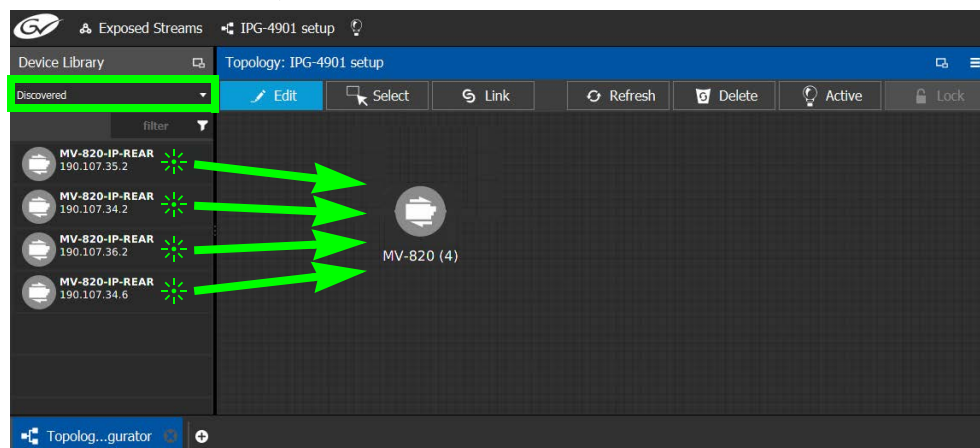 GV Exposed Streams IPG-4901 setup
Device Library
Topology: IPG-4901 setup
Discovered
Edit Select Link Refresh Delete Active Lock
filter
MV-820-IP-REAR
190.107.35.2
MV-820-IP-REAR
190.107.34.2
MV-820-IP-REAR
190.107.36.2
MV-820-IP-REAR
190.107.34.6
MV-820 (4)
Topolog...gurator